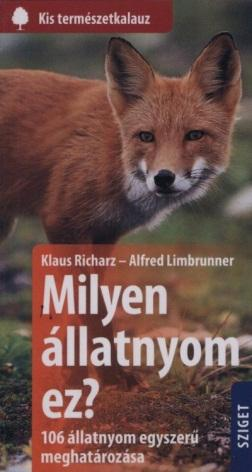 Kis természetkalauz
Klaus Richarz – Alfred Limbrunner
Milyen
állatnyom
ez?
106 állatnyom egyszerű
meghatározása
SZIGET